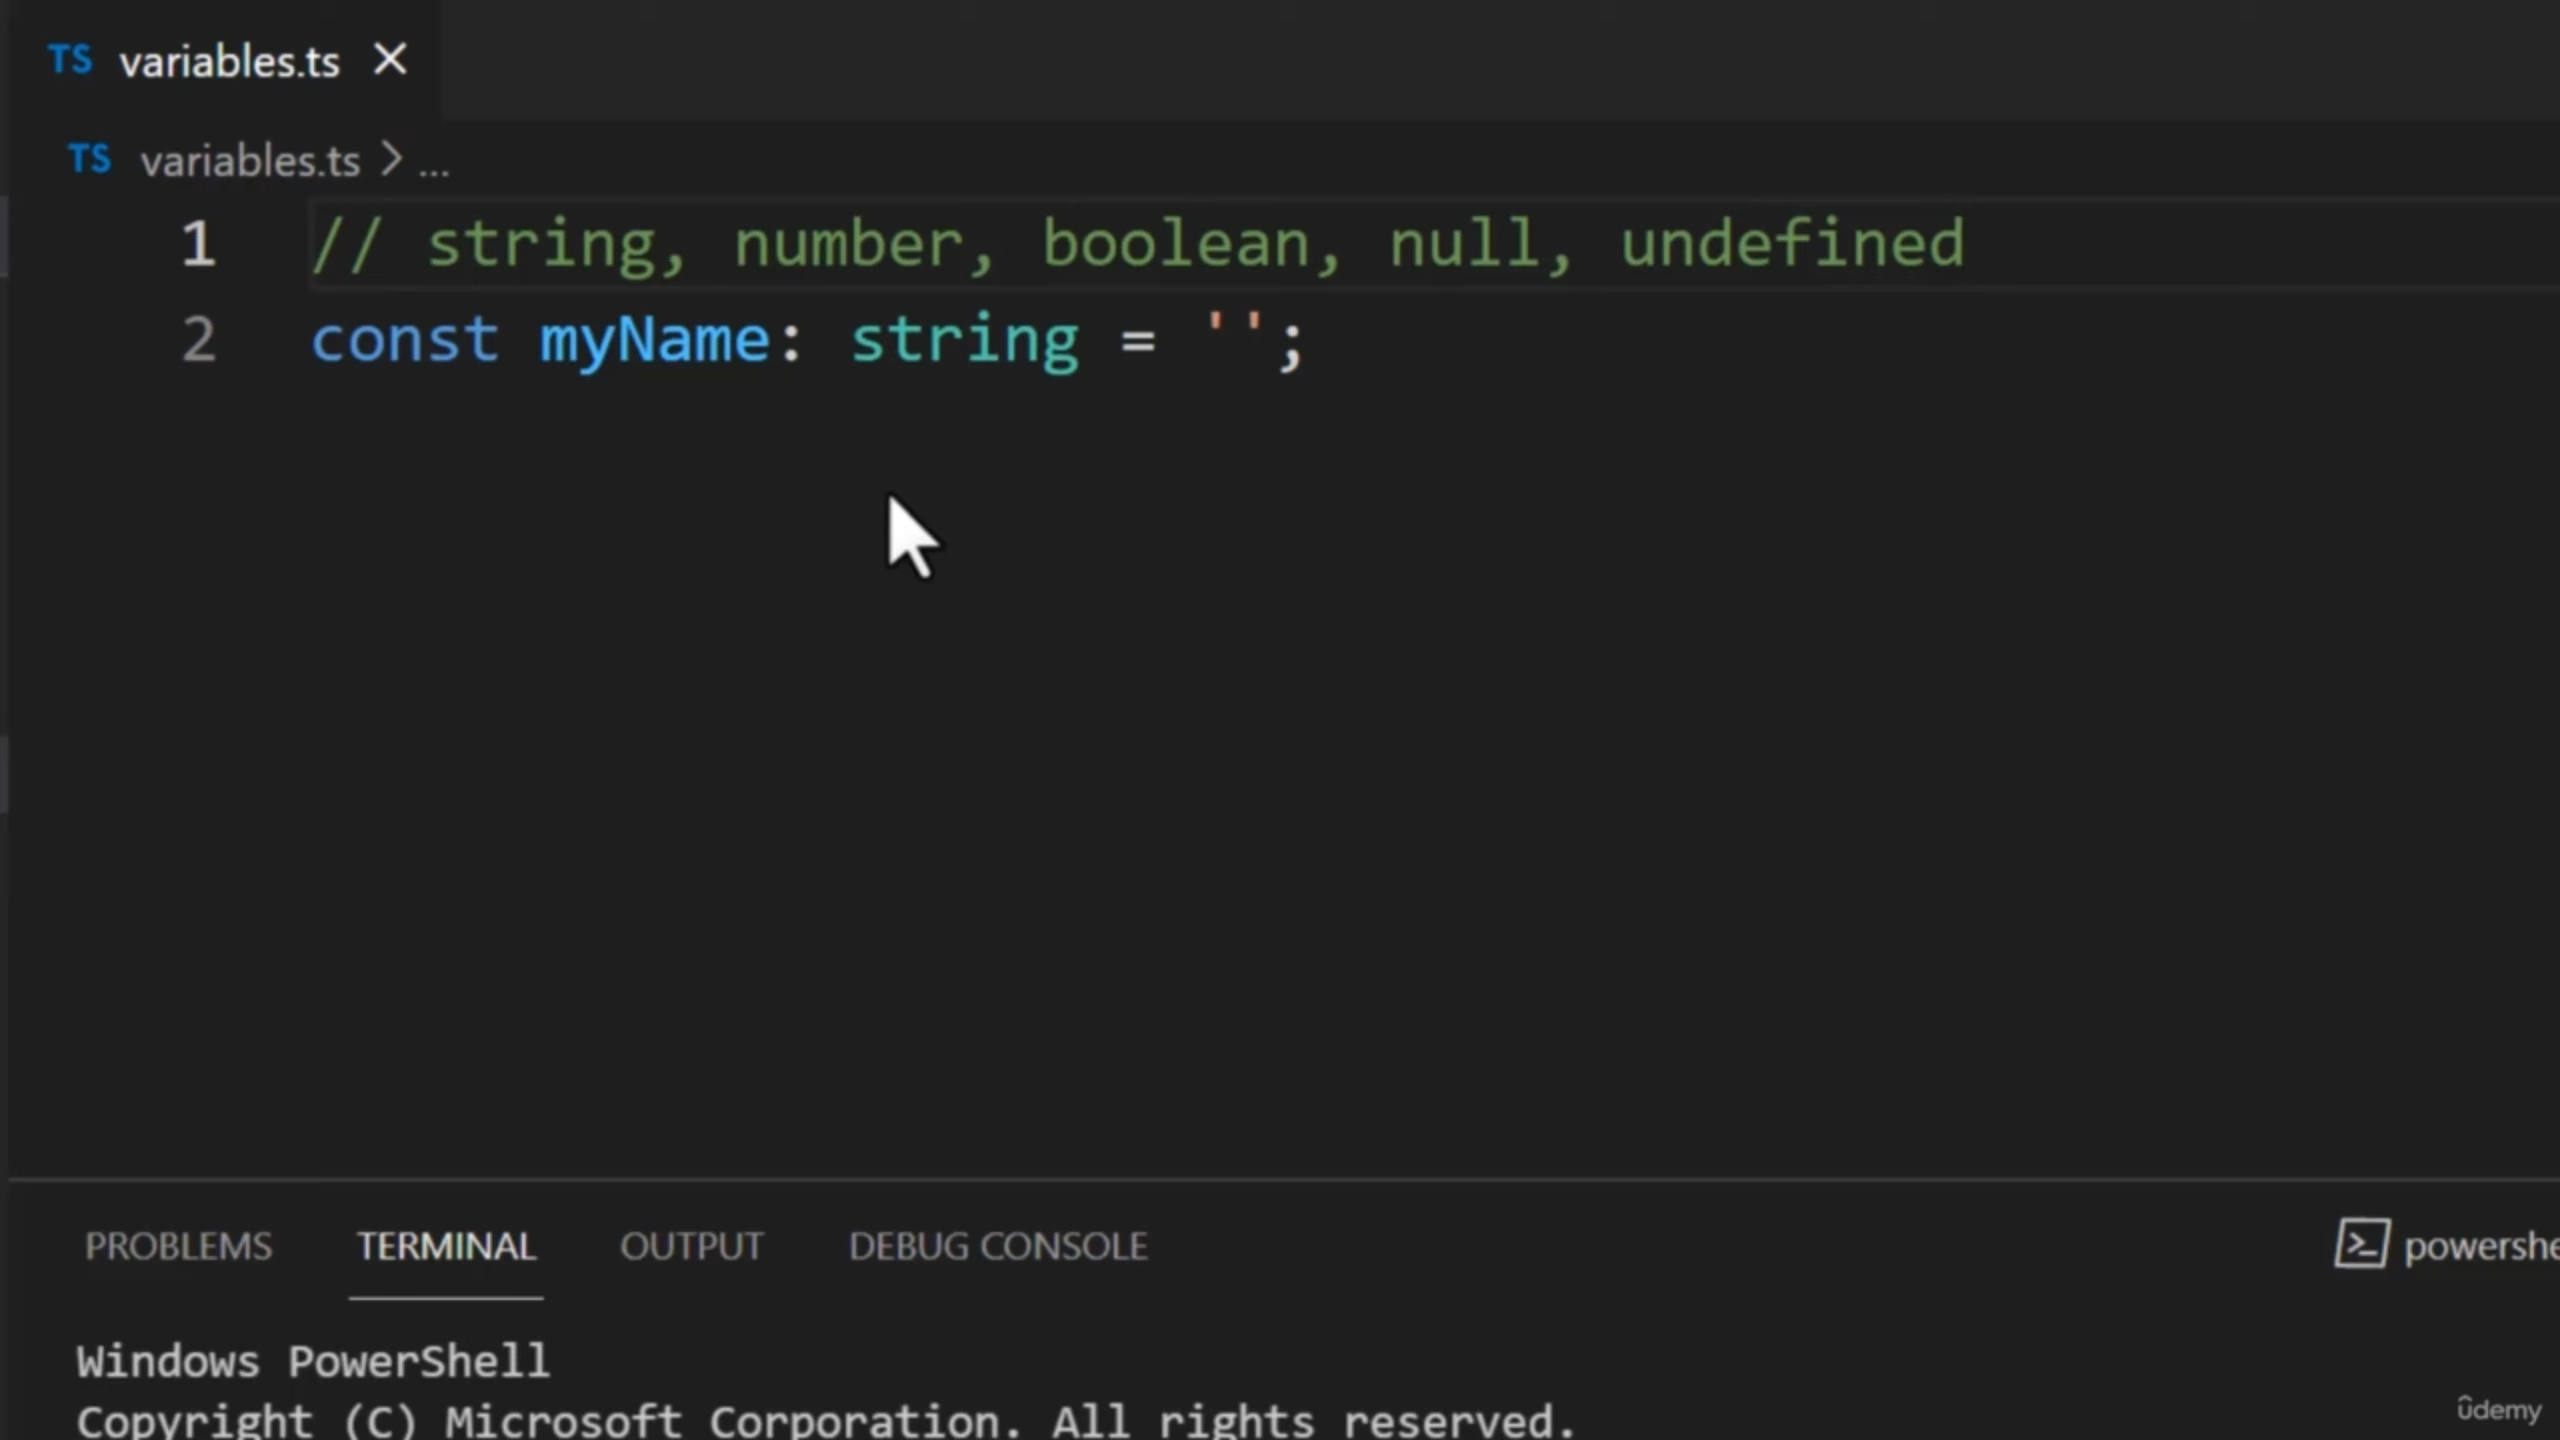 TS variables.ts
TS variables.ts > ...
1 // string, number, boolean, null, undefined
2 const myName: string = '';
PROBLEMS TERMINAL OUTPUT DEBUG CONSOLE powershe
Windows PowerShell
Copyright (C) Microsoft Corporation. All rights reserved.
ûdemy